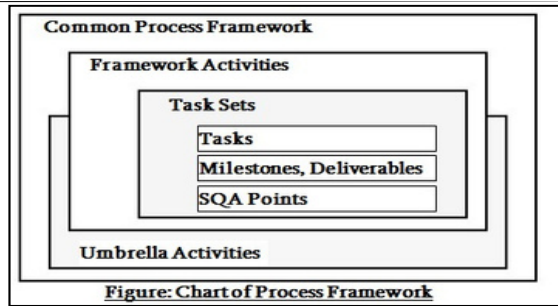 Common Process Framework
Framework Activities
Task Sets
Tasks
Milestones, Deliverables
SQA Points
Umbrella Activities
Figure: Chart of Process Framework